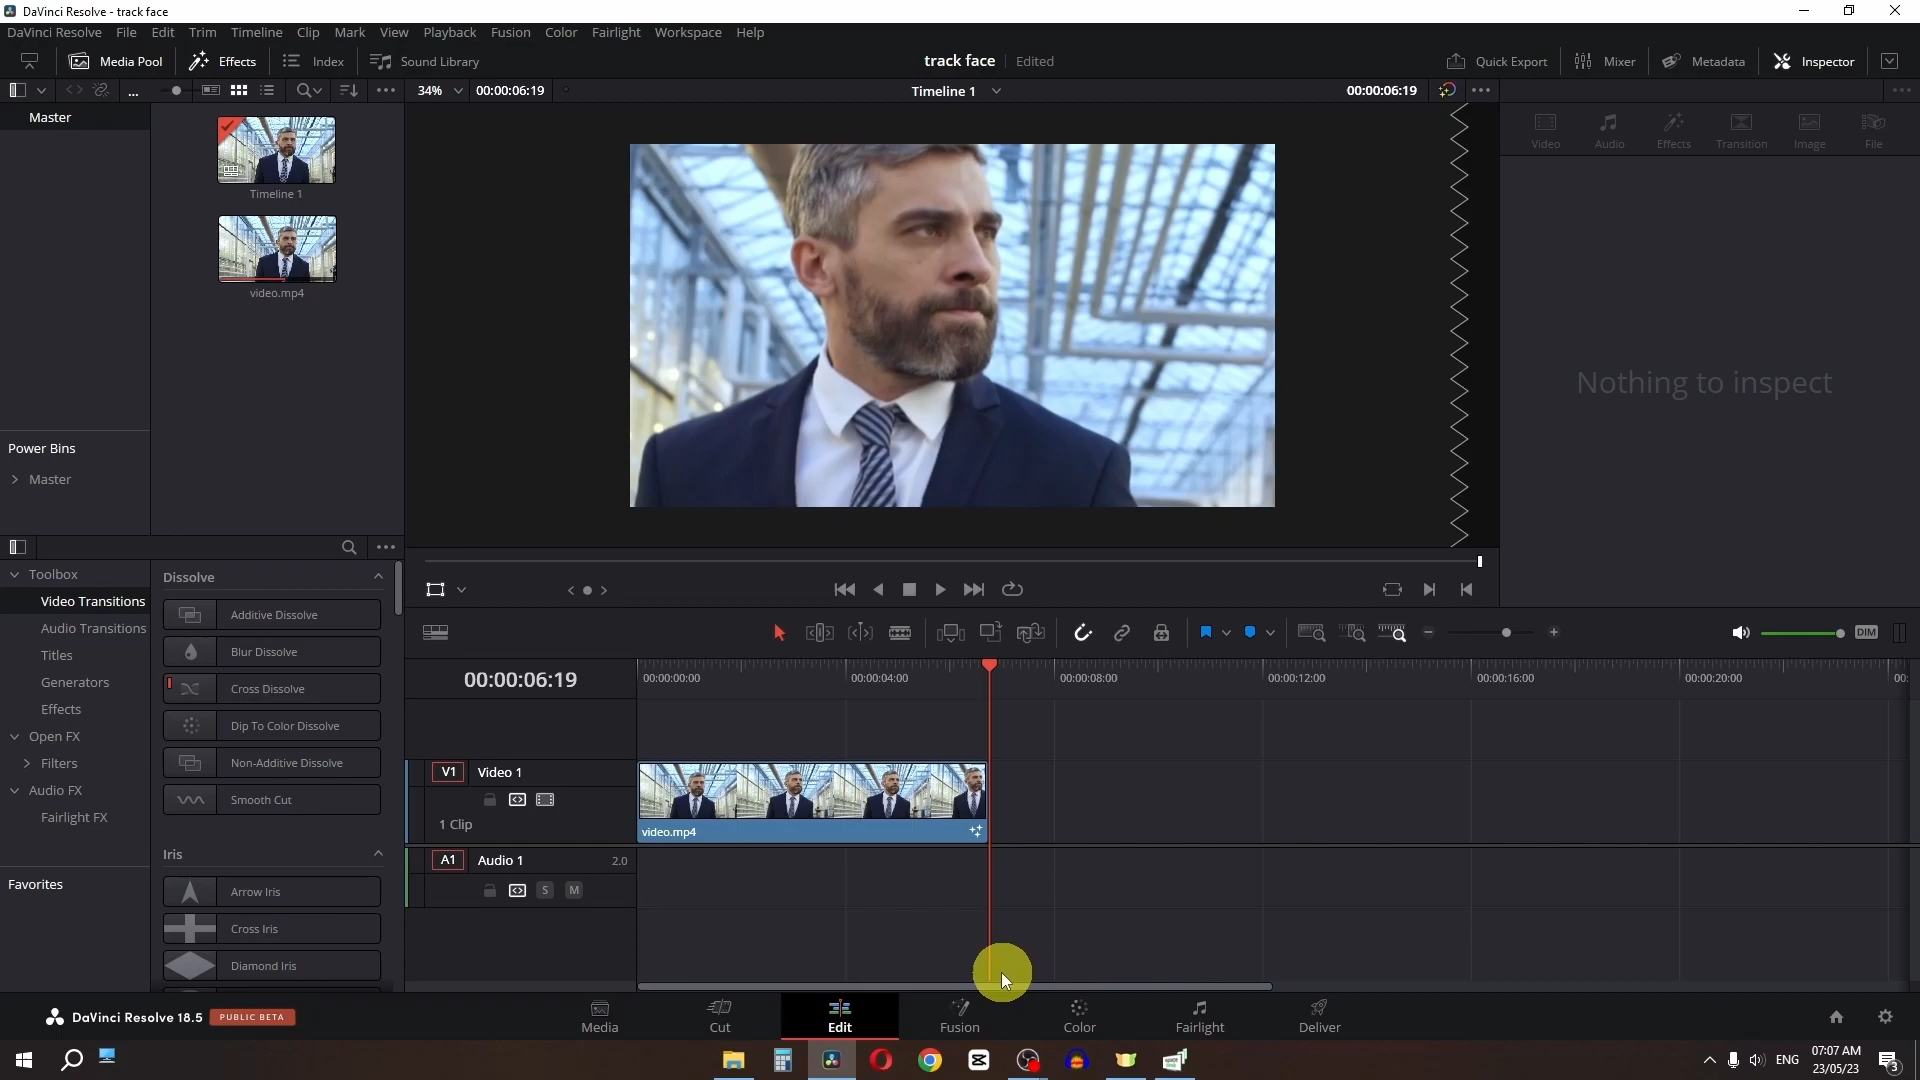 DaVinci Resolve - track face
DaVinci Resolve File Edit Trim Timeline Clip Mark View Playback Fusion Color Fairlight Workspace Help
Media Pool Effects Index Sound Library track face Edited Quick Export Mixer Metadata Inspector
34% 00:00:06:19 Timeline 1 00:00:06:19
Master
Timeline 1
video.mp4
Video Audio Effects Transition Image File
Nothing to inspect
Power Bins
Master
Toolbox
Video Transitions
Audio Transitions
Titles
Generators
Effects
Open FX
Filters
Audio FX
Fairlight FX
Favorites
Dissolve
Additive Dissolve
Blur Dissolve
Cross Dissolve
Dip To Color Dissolve
Non-Additive Dissolve
Smooth Cut
Iris
Arrow Iris
Cross Iris
Diamond Iris
DIM
00:00:06:19
00:00:00:00 00:00:04:00 00:00:08:00 00:00:12:00 00:00:16:00 00:00:20:00 00:
V1 Video 1
1 Clip
video.mp4
A1 Audio 1 2.0
S M
DaVinci Resolve 18.5 PUBLIC BETA
Media Cut Edit Fusion Color Fairlight Deliver
ENG
07:07 AM
23/05/23
3